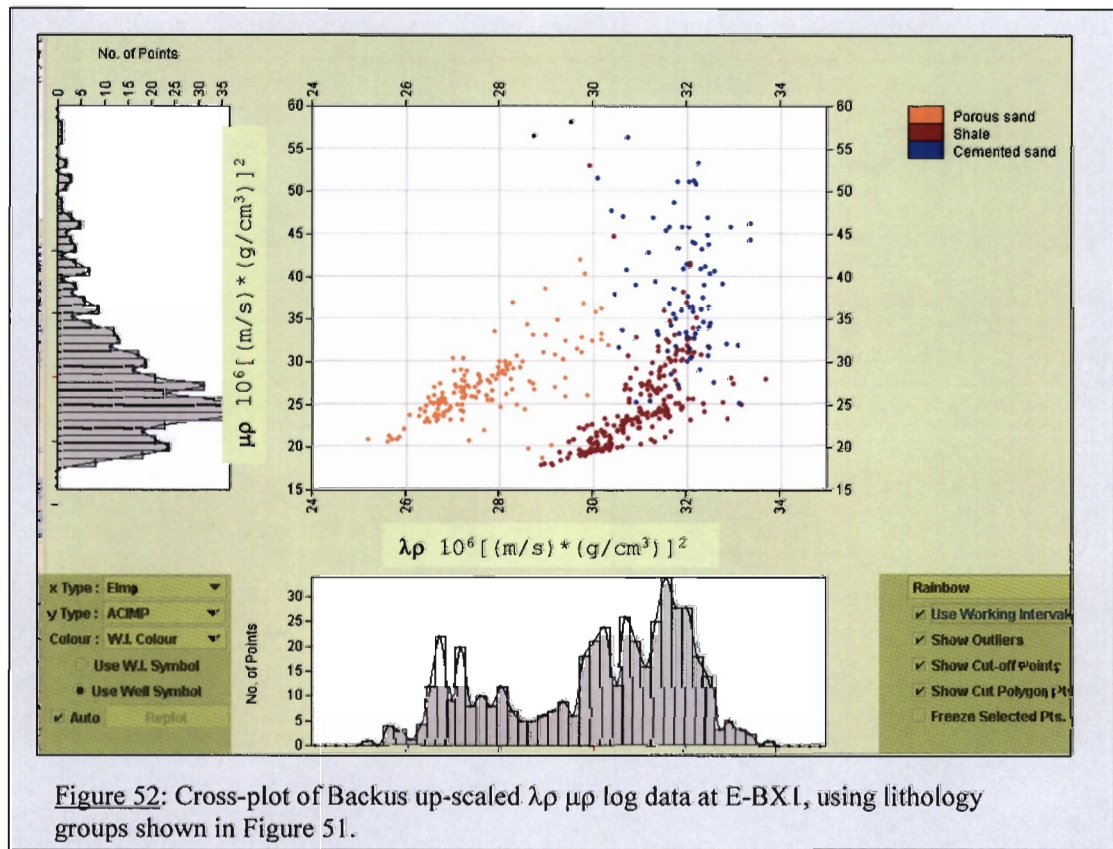 No. of Points
0 5 10 15 20 25 30 35
μρ 10⁶ [(m/s)*(g/cm³)]²
24 26 28 30 32 34
60 60
55 55
50 50
45 45
40 40
35 35
30 30
25 25
20 20
15 15
24 26 28 30 32 34
λρ 10⁶ [(m/s)*(g/cm³)]²
Porous sand
Shale
Cemented sand
x Type : EImp
y Type : ACIMP
Colour : W.I. Colour
Use W.I. Symbol
Use Well Symbol
Auto Replot
No. of Points
30
25
20
15
10
5
0
Rainbow
Use Working Interval
Show Outliers
Show Cut-off Points
Show Cut Polygon Pts
Freeze Selected Pts.
Figure 52: Cross-plot of Backus up-scaled λρ μρ log data at E-BX1, using lithology
groups shown in Figure 51.